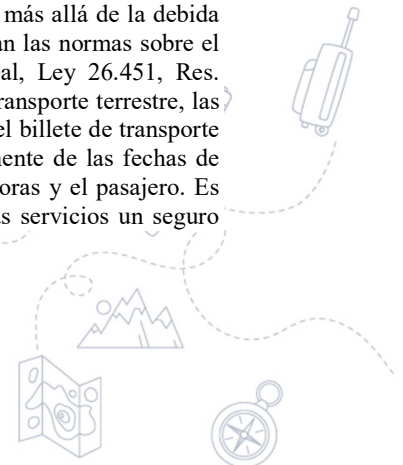 más allá de la debida
an las normas sobre el
al, Ley 26.451, Res.
ransporte terrestre, las
el billete de transporte
ente de las fechas de
oras y el pasajero. Es
s servicios un seguro